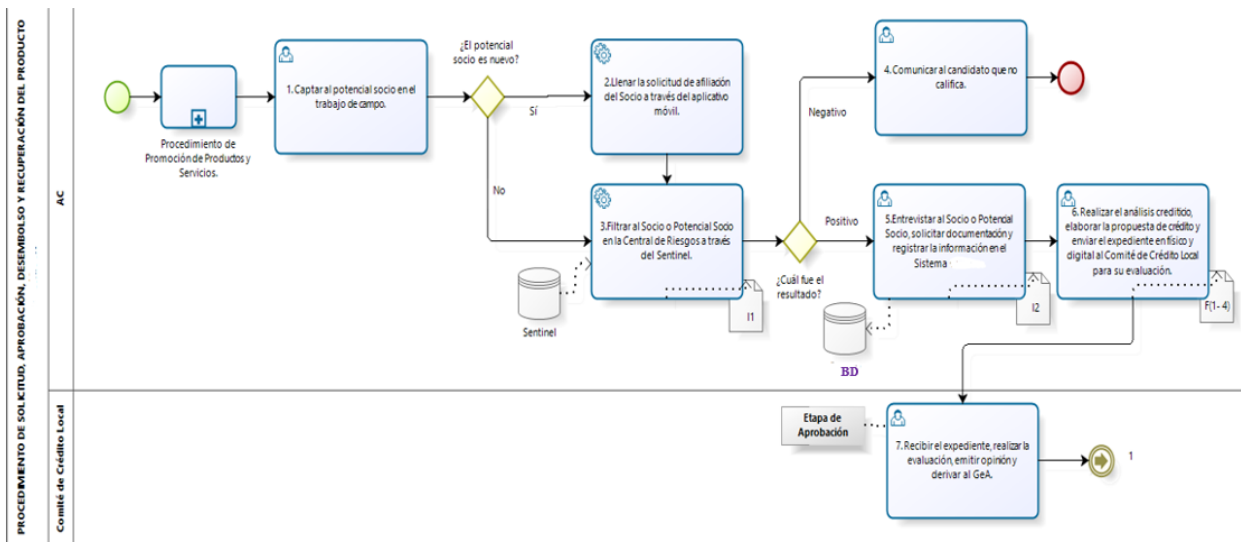 PROCEDIMIENTO DE SOLICITUD, APROBACIÓN, DESEMBOLSO Y RECUPERACIÓN DEL PRODUCTO
AC
Procedimiento de
Promoción de Productos y
Servicios.
1.Captar al potencial socio en el
trabajo de campo.
¿El potencial
socio es nuevo?
Sí
No
2.Llenar la solicitud de afiliación
del Socio a través del aplicativo
móvil.
3.Filtrar al Socio o Potencial Socio
en la Central de Riesgos a través
del Sentinel.
Sentinel
I1
¿Cuál fue el
resultado?
Negativo
Positivo
4.Comunicar al candidato que no
califica.
5.Entrevistar al Socio o Potencial
Socio, solicitar documentación y
registrar la información en el
Sistema
BD
I2
6. Realizar el análisis crediticio,
elaborar la propuesta de crédito y
enviar el expediente en físico y
digital al Comité de Crédito Local
para su evaluación.
F(1- 4)
Comité de Crédito Local
Etapa de
Aprobación
7. Recibir el expediente, realizar la
evaluación, emitir opinión y
derivar al GeA.
1